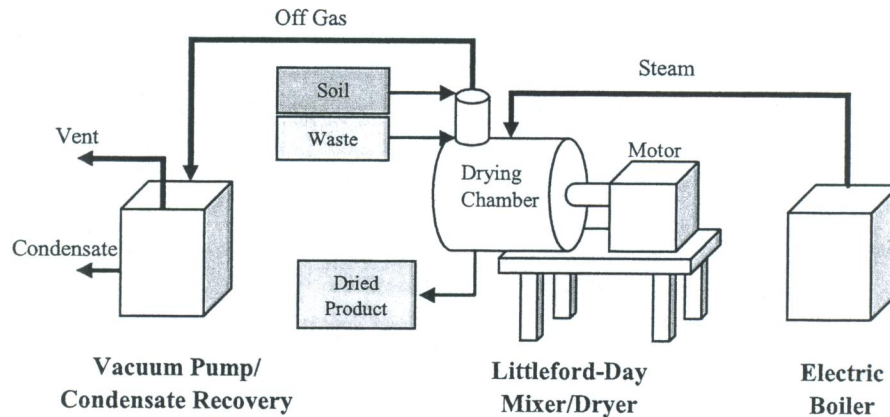 Off Gas
Soil
Steam
Waste
Vent
Motor
Drying
Chamber
Condensate
Dried
Product
Vacuum Pump/
Condensate Recovery
Littleford-Day
Mixer/Dryer
Electric
Boiler